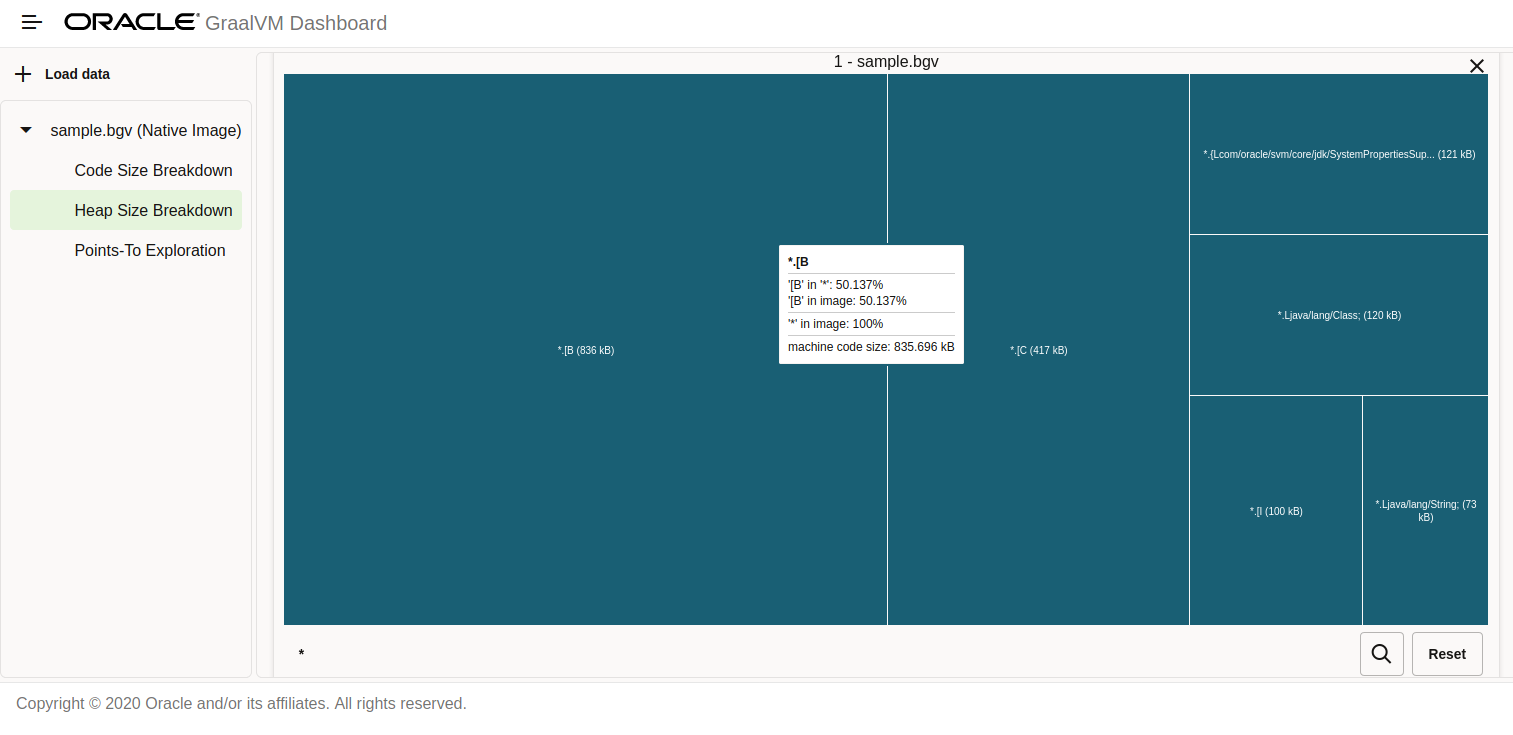 ORACLE® GraalVM Dashboard
Load data
sample.bgv (Native Image)
Code Size Breakdown
Heap Size Breakdown
Points-To Exploration
1 - sample.bgv
*.[B (836 kB)
*.[B
'[B' in '*': 50.137%
'[B' in image: 50.137%
'*' in image: 100%
machine code size: 835.696 kB
*.[C (417 kB)
*.{Lcom/oracle/svm/core/jdk/SystemPropertiesSup... (121 kB)
*.Ljava/lang/Class; (120 kB)
*.[I (100 kB)
*.Ljava/lang/String; (73
kB)
*
Reset
Copyright © 2020 Oracle and/or its affiliates. All rights reserved.